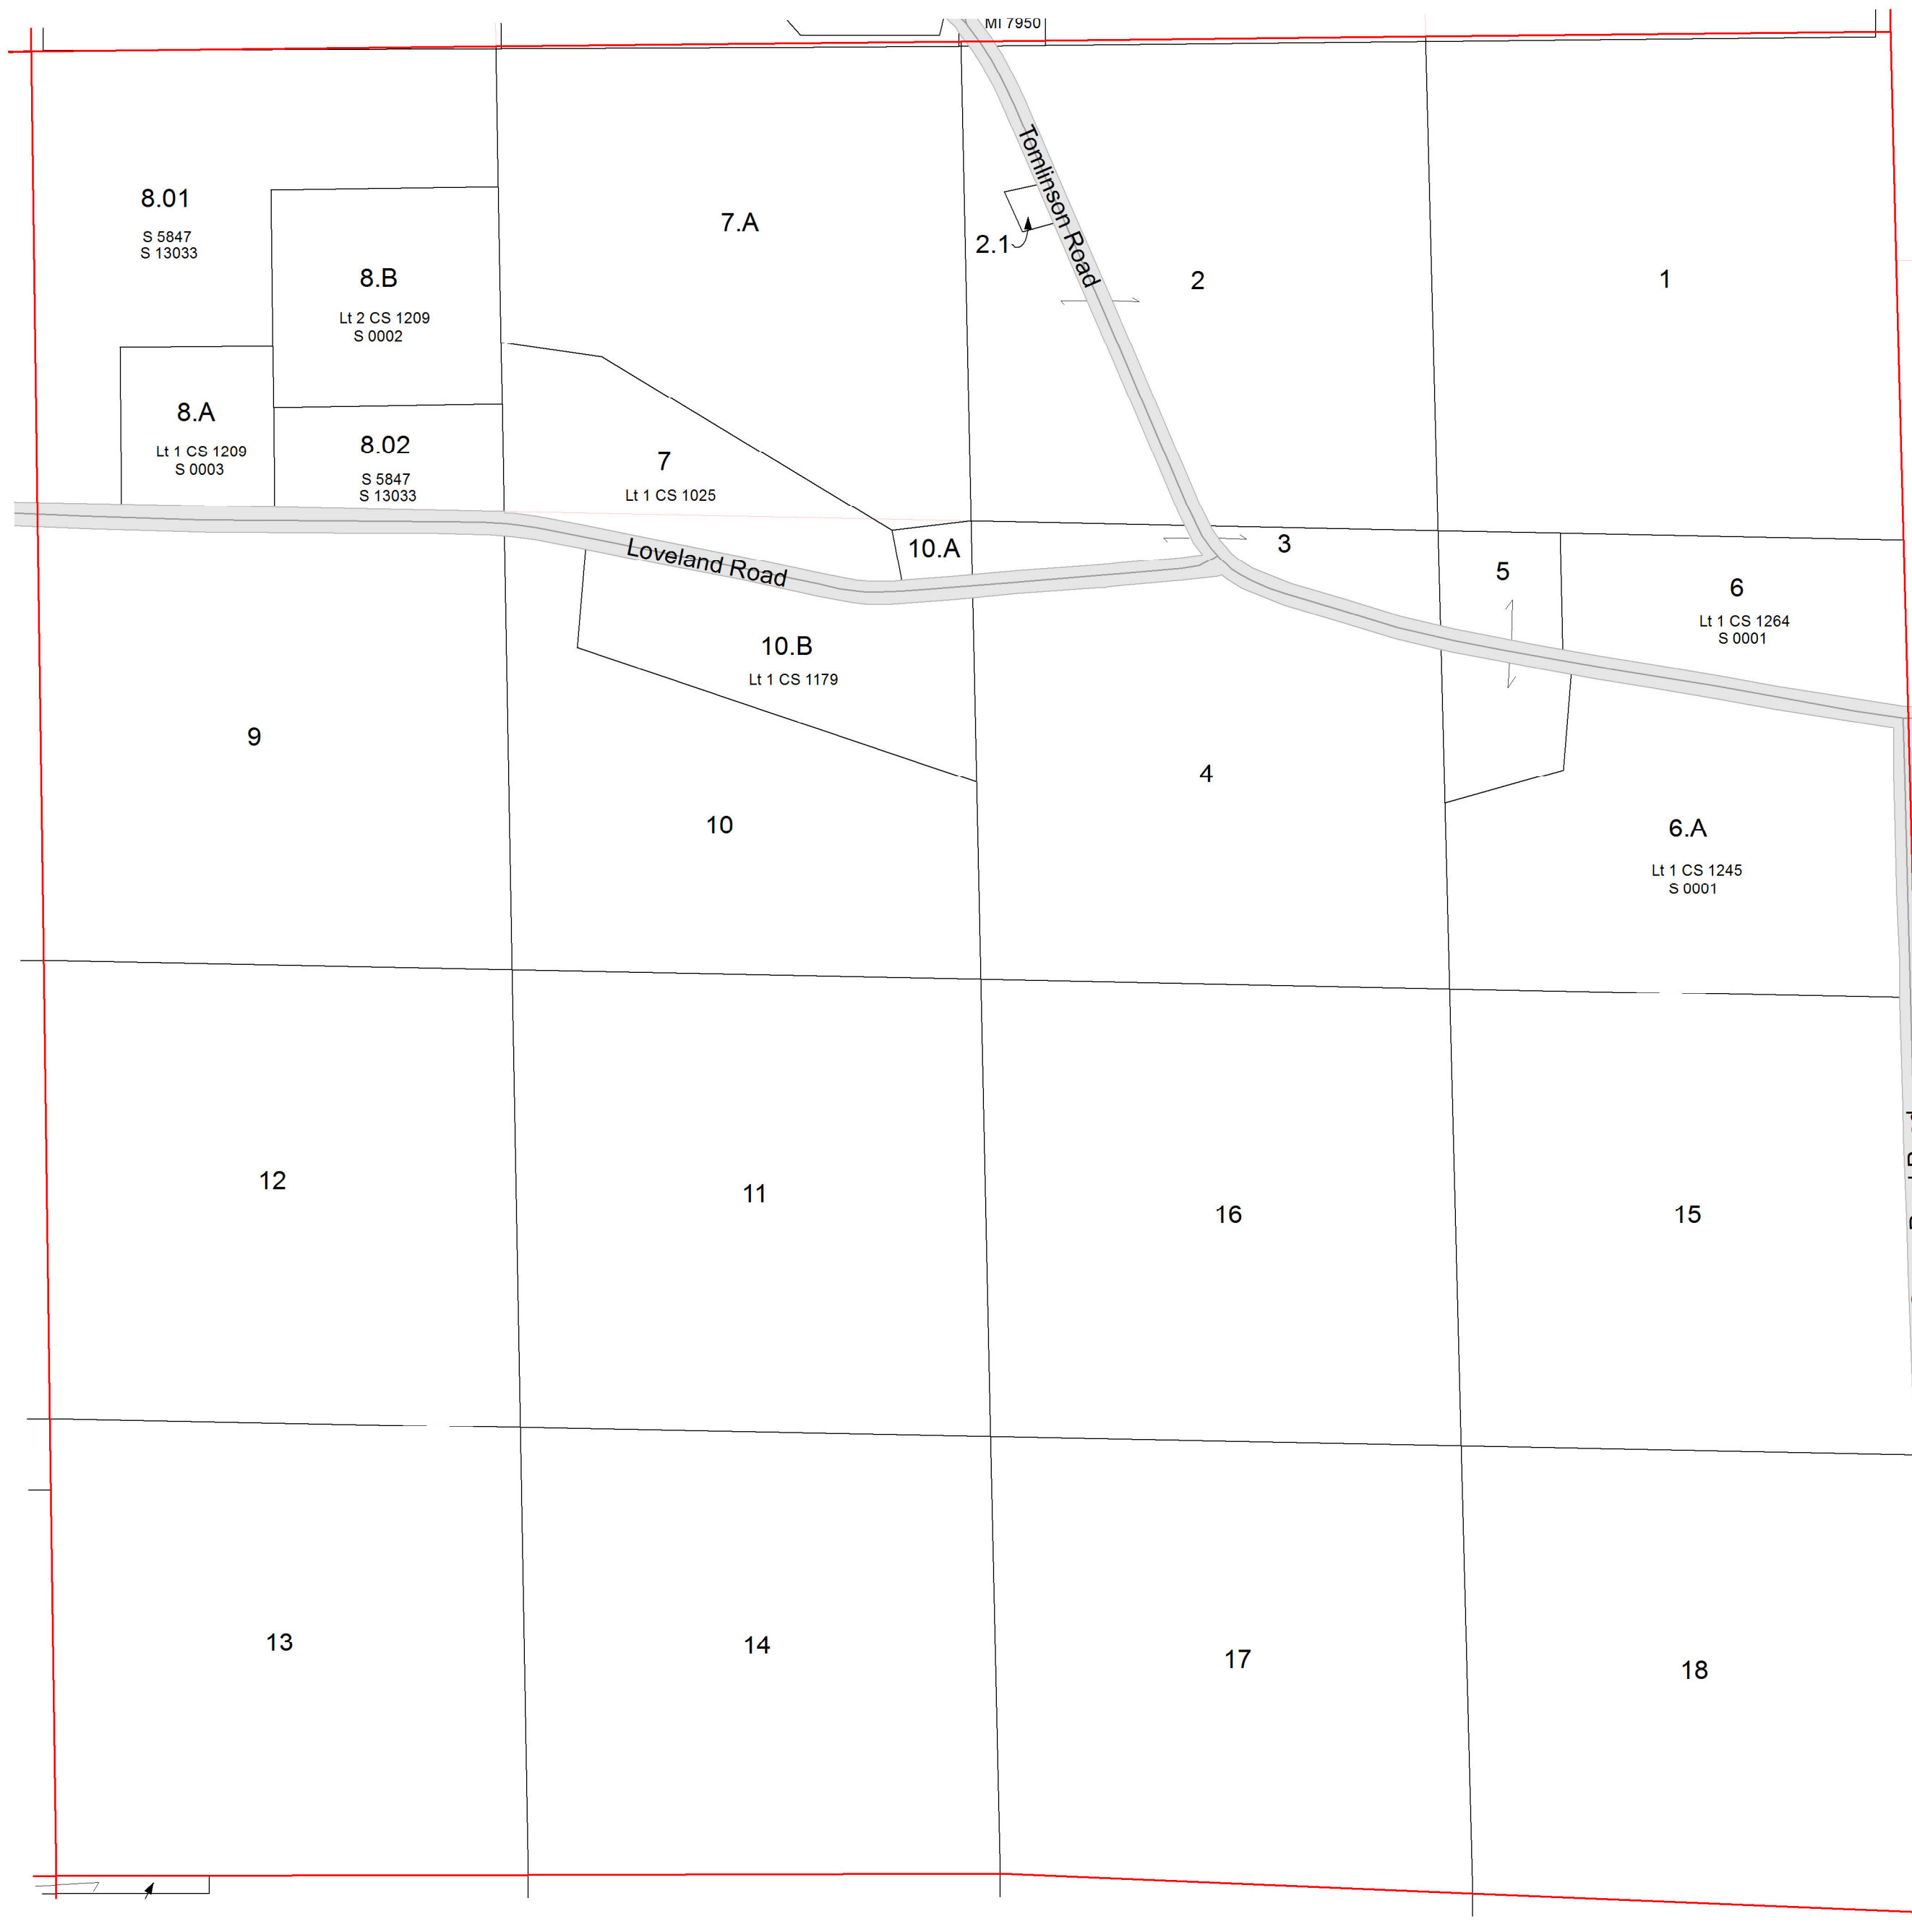 MI 7950
Tomlinson Road
8.01
S 5847
S 13033
7.A
2.1
2
1
8.B
Lt 2 CS 1209
S 0002
8.A
Lt 1 CS 1209
S 0003
8.02
S 5847
S 13033
7
Lt 1 CS 1025
10.A
3
Loveland Road
5
6
Lt 1 CS 1264
S 0001
10.B
Lt 1 CS 1179
9
4
10
6.A
Lt 1 CS 1245
S 0001
12
11
16
15
13
14
17
18